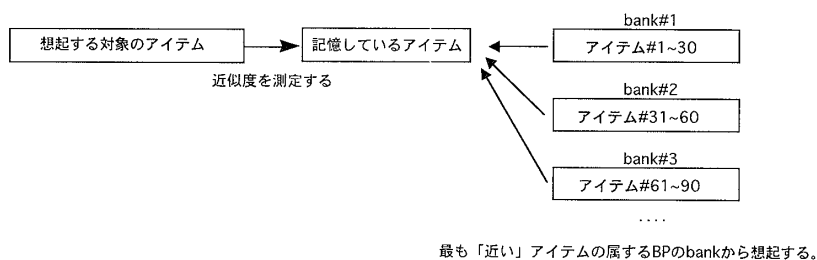 bank#1
想起する対象のアイテム
記憶しているアイテム
アイテム#1~30
近似度を測定する
bank#2
アイテム#31~60
bank#3
アイテム#61~90
....
最も「近い」アイテムの属するBPのbankから想起する。